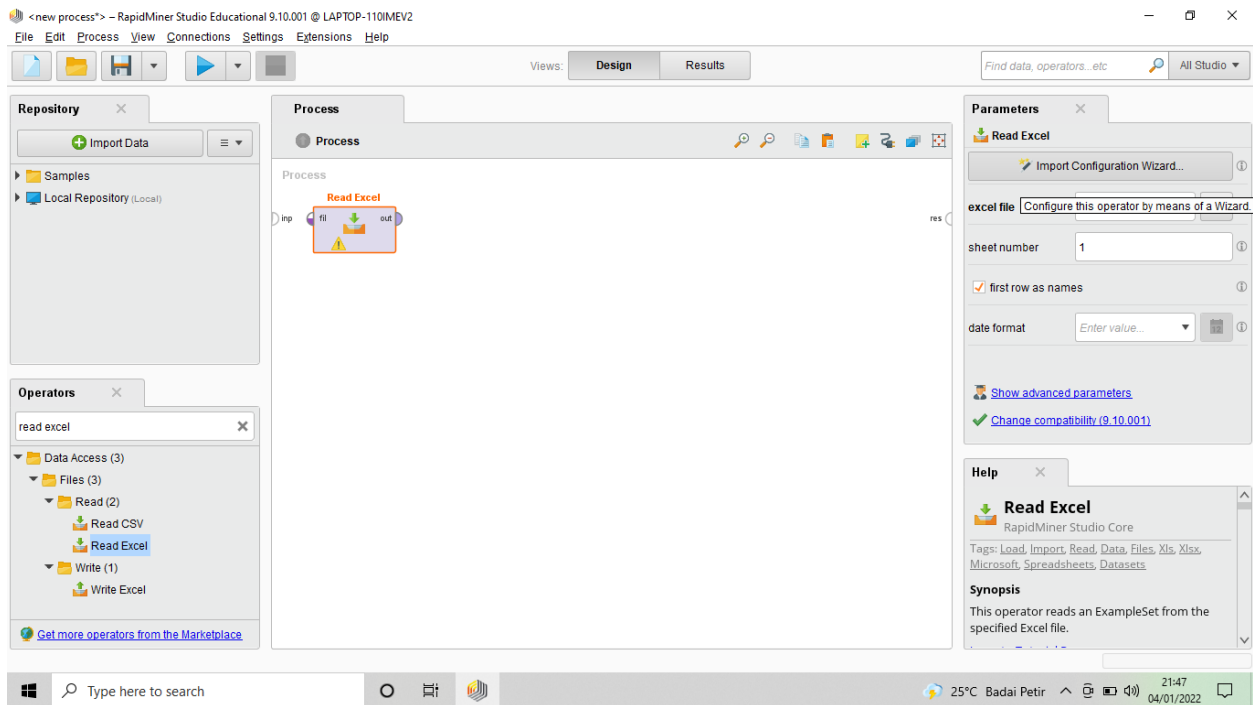 <new process*> – RapidMiner Studio Educational 9.10.001 @ LAPTOP-110IMEV2
File Edit Process View Connections Settings Extensions Help
Views: Design Results
Find data, operators...etc
All Studio
Repository
Import Data
Samples
Local Repository (Local)
Operators
read excel
Data Access (3)
Files (3)
Read (2)
Read CSV
Read Excel
Write (1)
Write Excel
Get more operators from the Marketplace
Process
Process
Process
Read Excel
inp
fil
out
res
Parameters
Read Excel
Import Configuration Wizard...
excel file
Configure this operator by means of a Wizard.
sheet number
1
first row as names
date format
Enter value...
Show advanced parameters
Change compatibility (9.10.001)
Help
Read Excel
RapidMiner Studio Core
Tags: Load, Import, Read, Data, Files, Xls, Xlsx,
Microsoft, Spreadsheets, Datasets
Synopsis
This operator reads an ExampleSet from the
specified Excel file.
Type here to search
25°C Badai Petir
21:47
04/01/2022